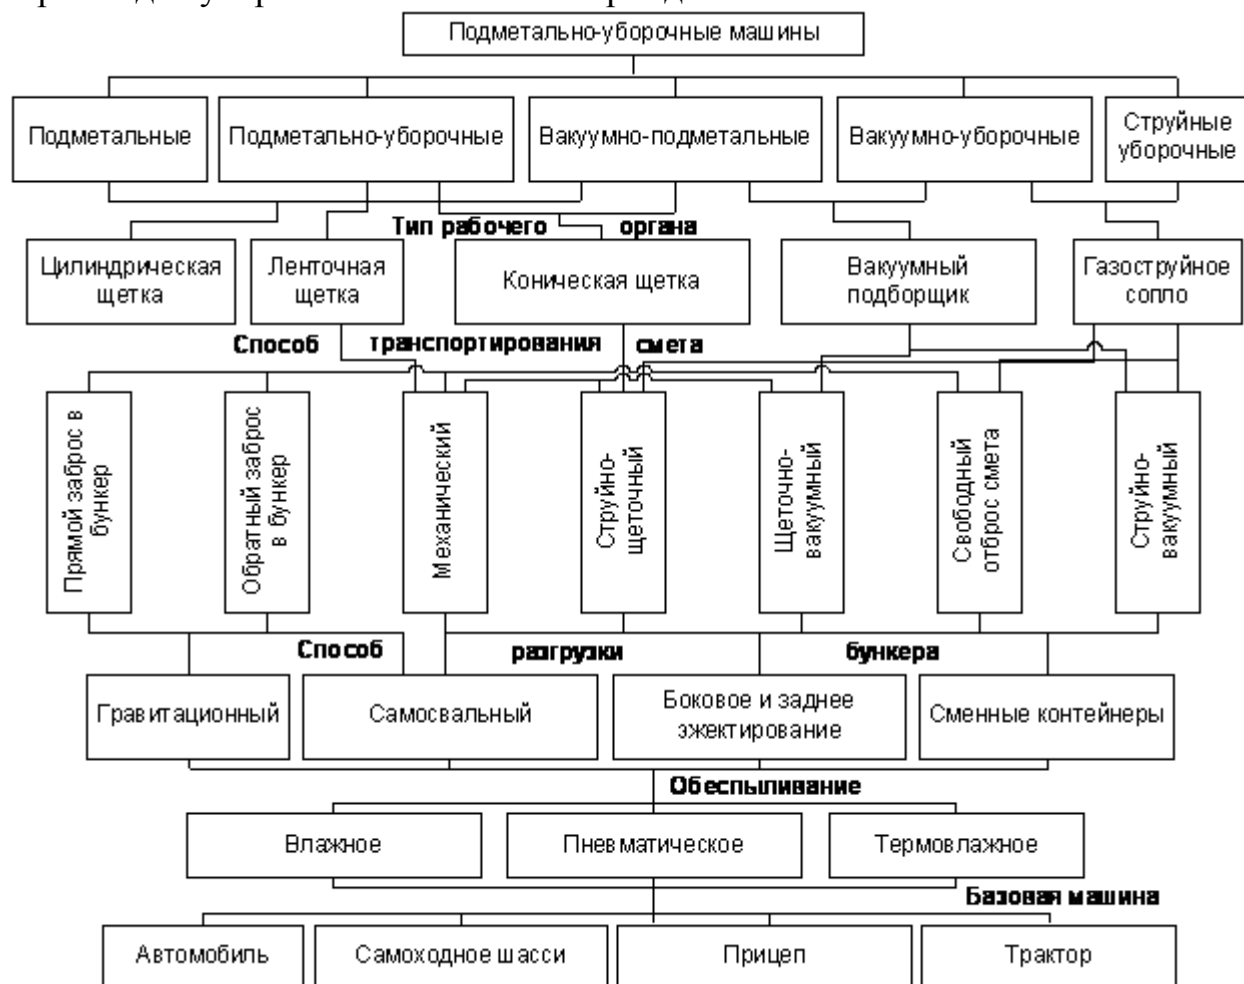 Подметально-уборочные машины
Подметальные
Подметально-уборочные
Вакуумно-подметальные
Вакуумно-уборочные
Струйные
уборочные
Тип рабочего органа
Цилиндрическая
щетка
Ленточная
щетка
Коническая щетка
Вакуумный
подборщик
Газоструйное
сопло
Способ транспортирования смета
Прямой заброс в
бункер
Обратный заброс
в бункер
Механический
Струйно-
щеточный
Щеточно-
вакуумный
Свободный
отброс смета
Струйно-
вакуумный
Способ разгрузки бункера
Гравитационный
Самосвальный
Боковое и заднее
эжектирование
Сменные контейнеры
Обеспыливание
Влажное
Пневматическое
Термовлажное
Базовая машина
Автомобиль
Самоходное шасси
Прицеп
Трактор